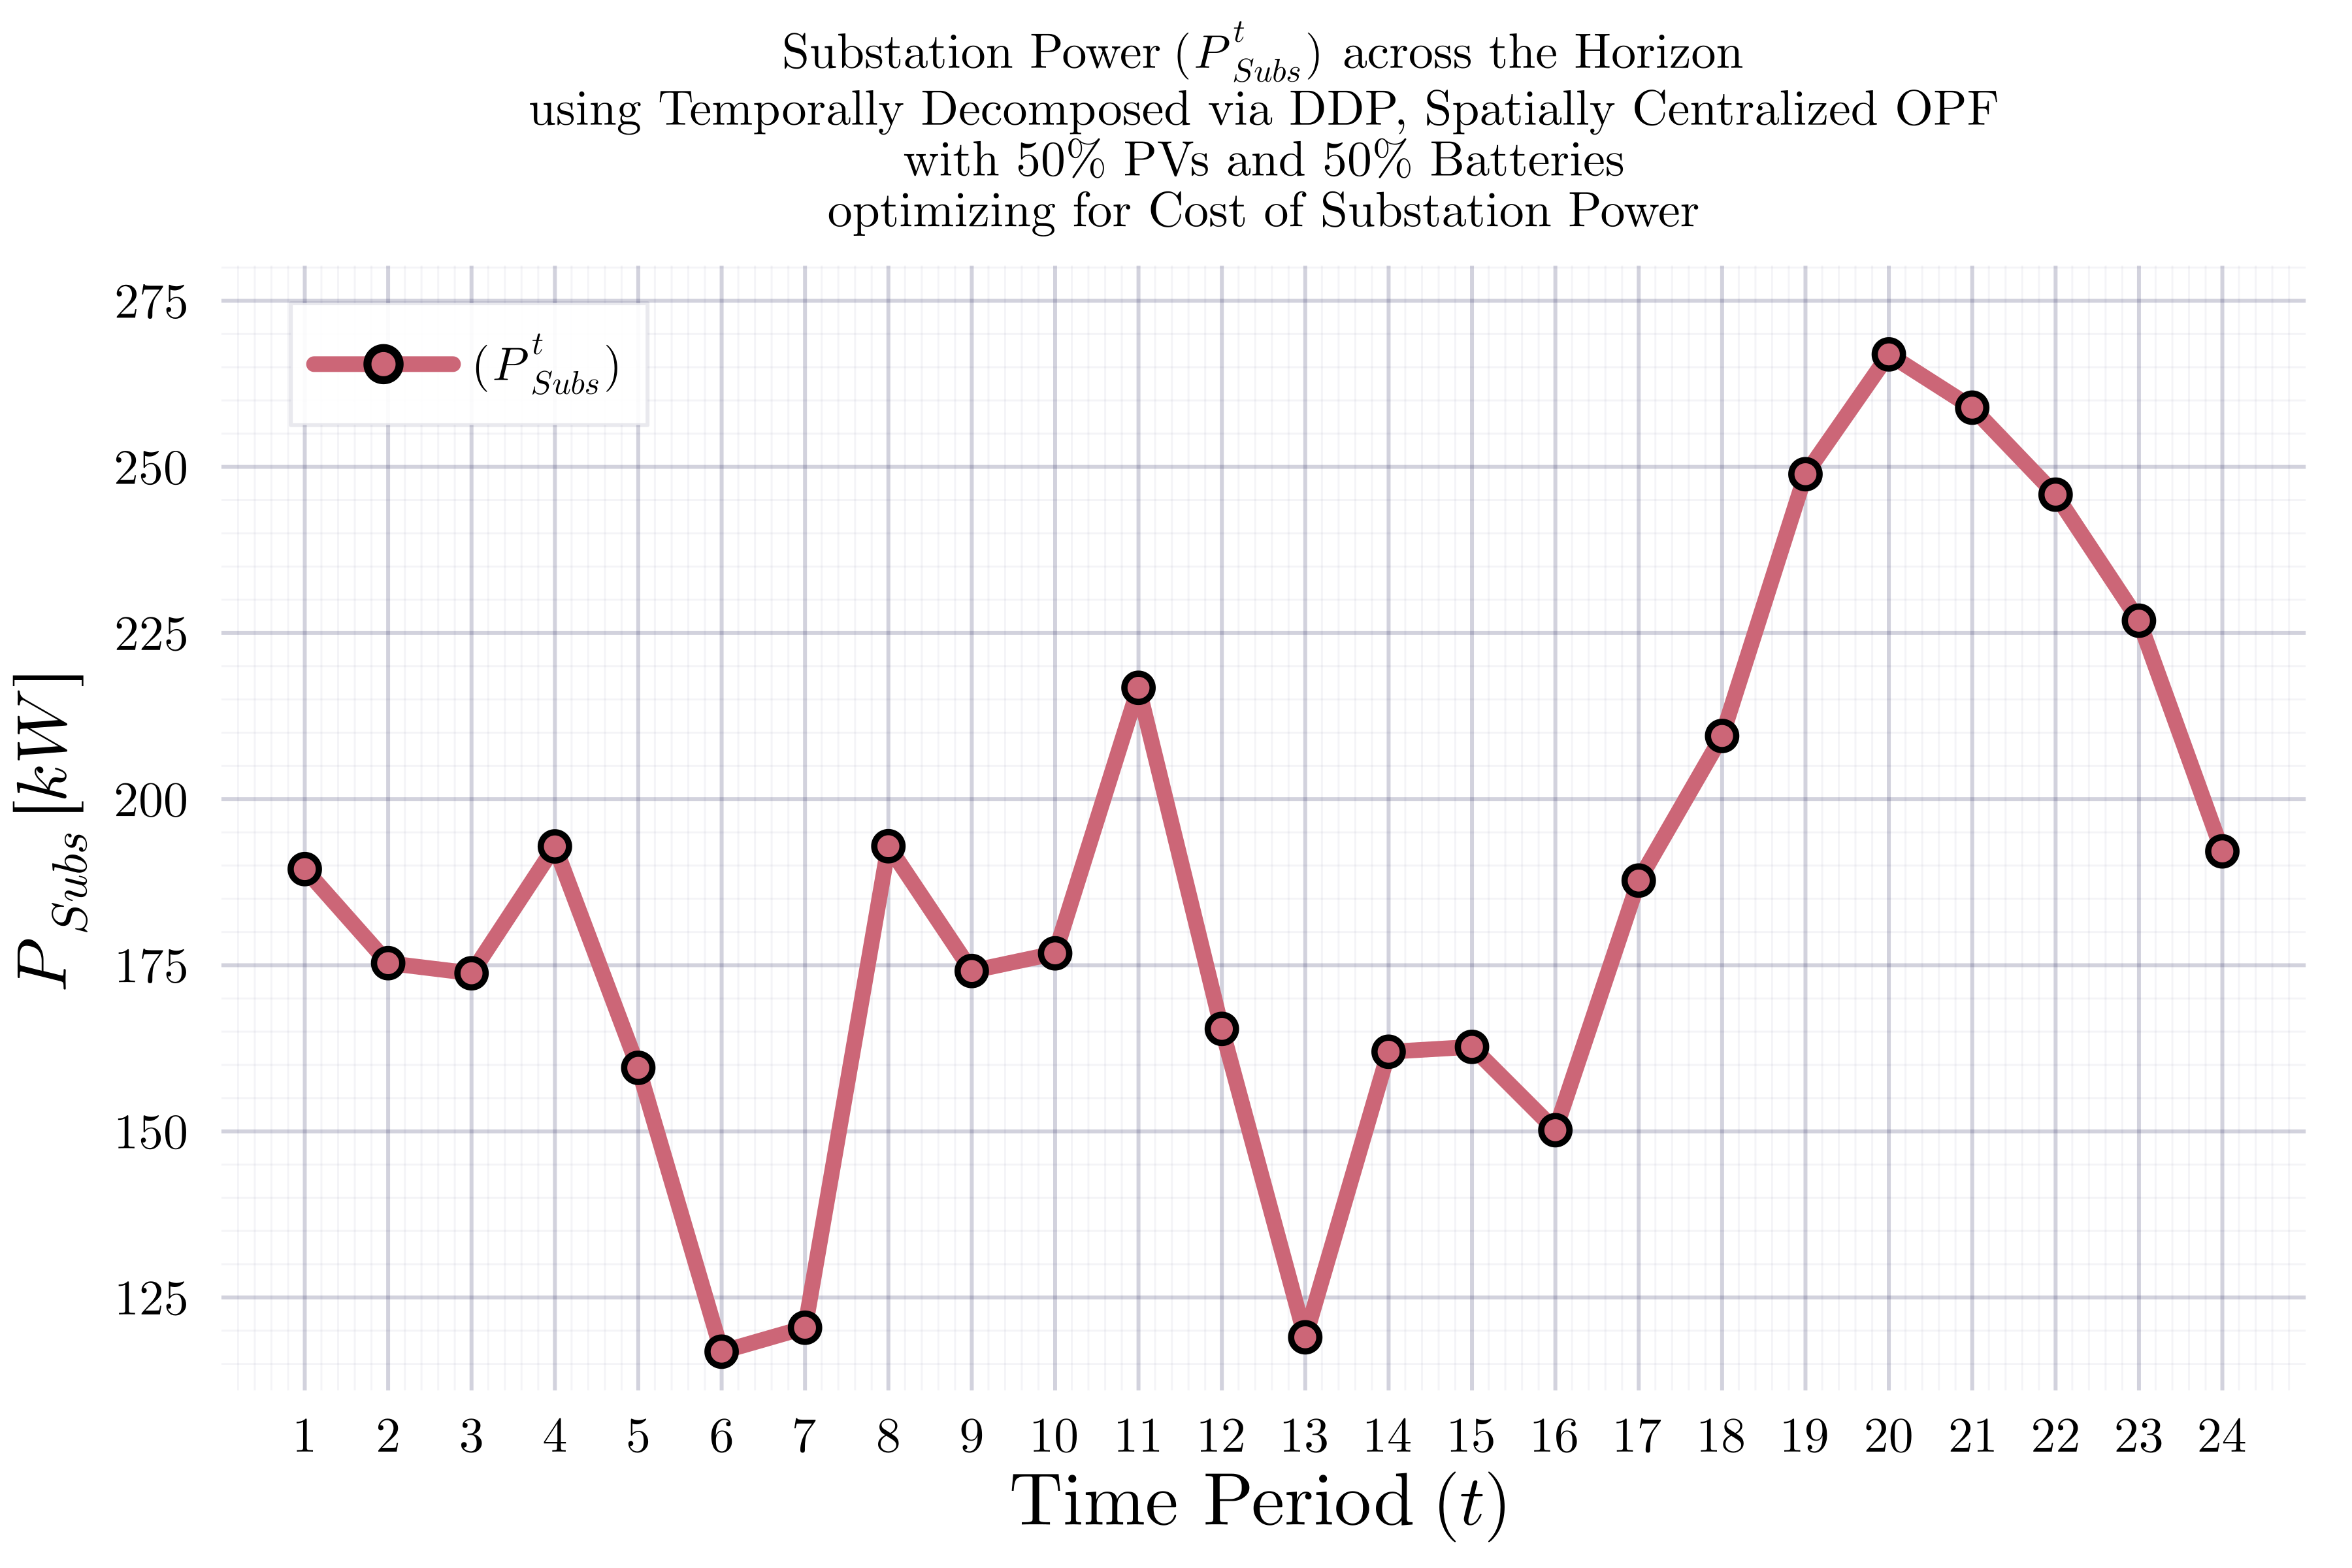 Substation Power (P^t_Subs) across the Horizon
using Temporally Decomposed via DDP, Spatially Centralized OPF
with 50% PVs and 50% Batteries
optimizing for Cost of Substation Power
(P^t_Subs)
275
250
225
200
175
150
125
P_Subs [kW]
1 2 3 4 5 6 7 8 9 10 11 12 13 14 15 16 17 18 19 20 21 22 23 24
Time Period (t)